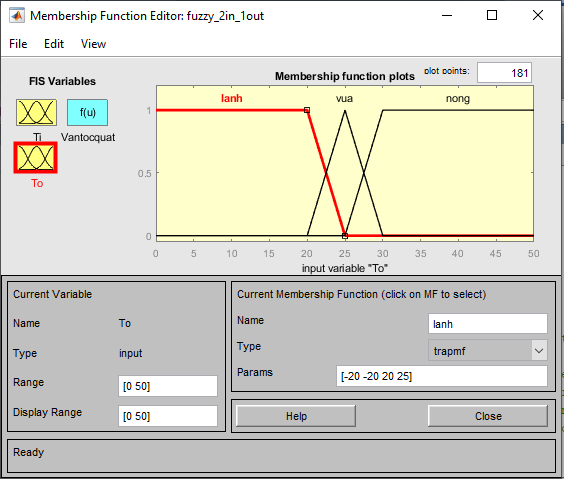 Membership Function Editor: fuzzy_2in_1out
File Edit View
FIS Variables
Ti
f(u)
Vantocquat
To
Membership function plots
plot points:
181
lanh
vua
nong
1
0.5
0
0 5 10 15 20 25 30 35 40 45 50
input variable "To"
Current Variable
Name To
Type input
Range [0 50]
Display Range [0 50]
Current Membership Function (click on MF to select)
Name lanh
Type trapmf
Params [-20 -20 20 25]
Help Close
Ready